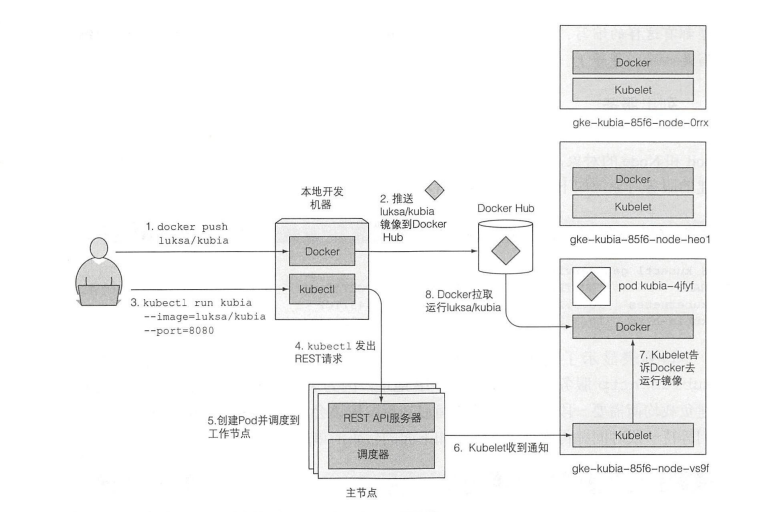 Docker
Kubelet
gke-kubia-85f6-node-0rrx
Docker
Kubelet
gke-kubia-85f6-node-heo1
本地开发
机器
2. 推送
luksa/kubia
镜像到Docker
Hub
Docker Hub
1. docker push
luksa/kubia
Docker
kubectl
3. kubectl run kubia
--image=luksa/kubia
--port=8080
8. Docker拉取
运行luksa/kubia
pod kubia-4jfyf
Docker
4. kubectl 发出
REST请求
7. Kubelet告
诉Docker去
运行镜像
5.创建Pod并调度到
工作节点
REST API服务器
调度器
主节点
6. Kubelet收到通知
Kubelet
gke-kubia-85f6-node-vs9f